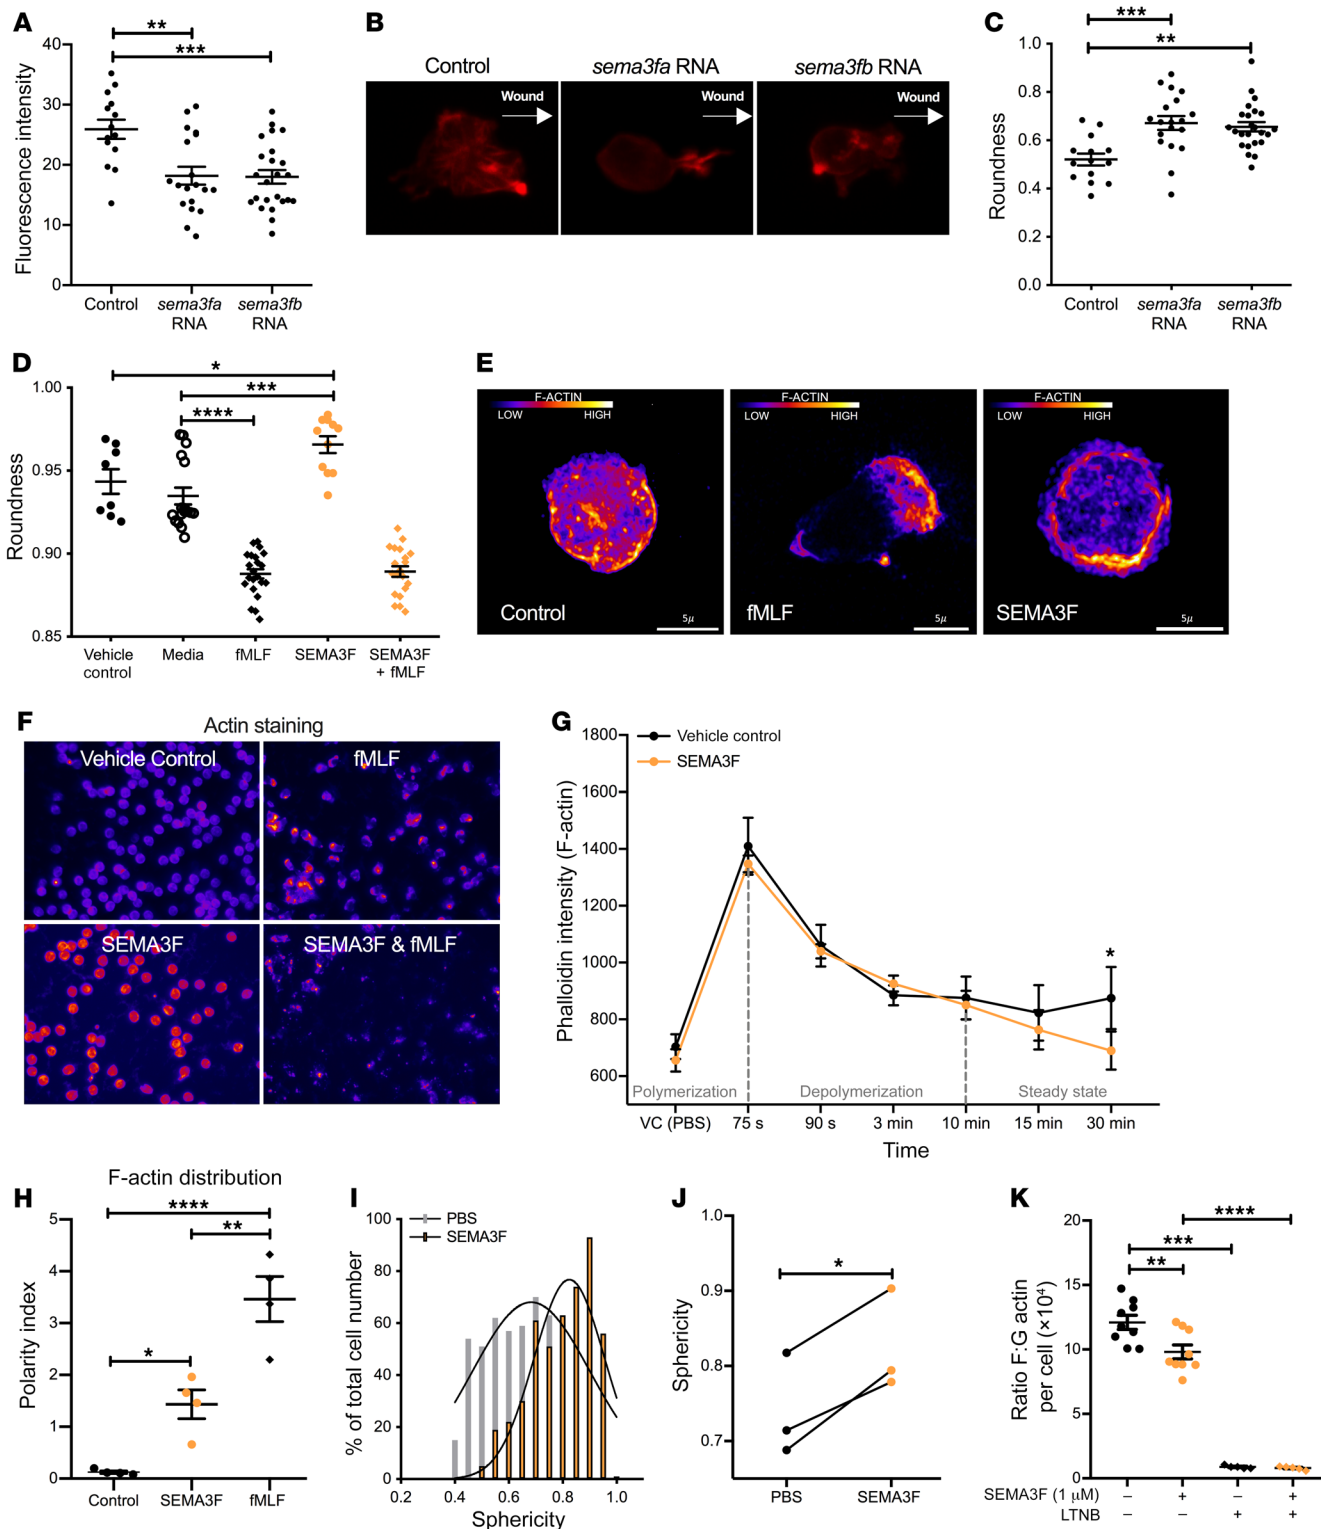 A
**
***
40
30
20
10
0
Fluorescence intensity
Control
sema3fa
RNA
sema3fb
RNA
B
Control
sema3fa RNA
sema3fb RNA
Wound
Wound
Wound
C
***
**
1.0
0.8
0.6
0.4
0.2
0
Roundness
Control
sema3fa
RNA
sema3fb
RNA
D
*
***
****
1.00
0.95
0.90
0.85
Roundness
Vehicle
control
Media
fMLF
SEMA3F
SEMA3F
+ fMLF
E
F-ACTIN
LOW
HIGH
Control
5µ
F-ACTIN
LOW
HIGH
fMLF
5µ
F-ACTIN
LOW
HIGH
SEMA3F
5µ
F
Actin staining
Vehicle Control
fMLF
SEMA3F
SEMA3F & fMLF
G
Vehicle control
SEMA3F
1800
1600
1400
1200
1000
800
600
Phalloidin intensity (F-actin)
*
Polymerization
Depolymerization
Steady state
VC (PBS)
75 s
90 s
3 min
10 min
15 min
30 min
Time
H
F-actin distribution
****
**
*
5
4
3
2
1
0
Polarity index
Control
SEMA3F
fMLF
I
PBS
SEMA3F
100
80
60
40
20
0
% of total cell number
0.2
0.4
0.6
0.8
1.0
Sphericity
J
*
1.0
0.9
0.8
0.7
Sphericity
PBS
SEMA3F
K
****
***
**
20
15
10
5
0
Ratio F:G actin
per cell (×10⁴)
SEMA3F (1 µM) – + – +
LTNB – – + +